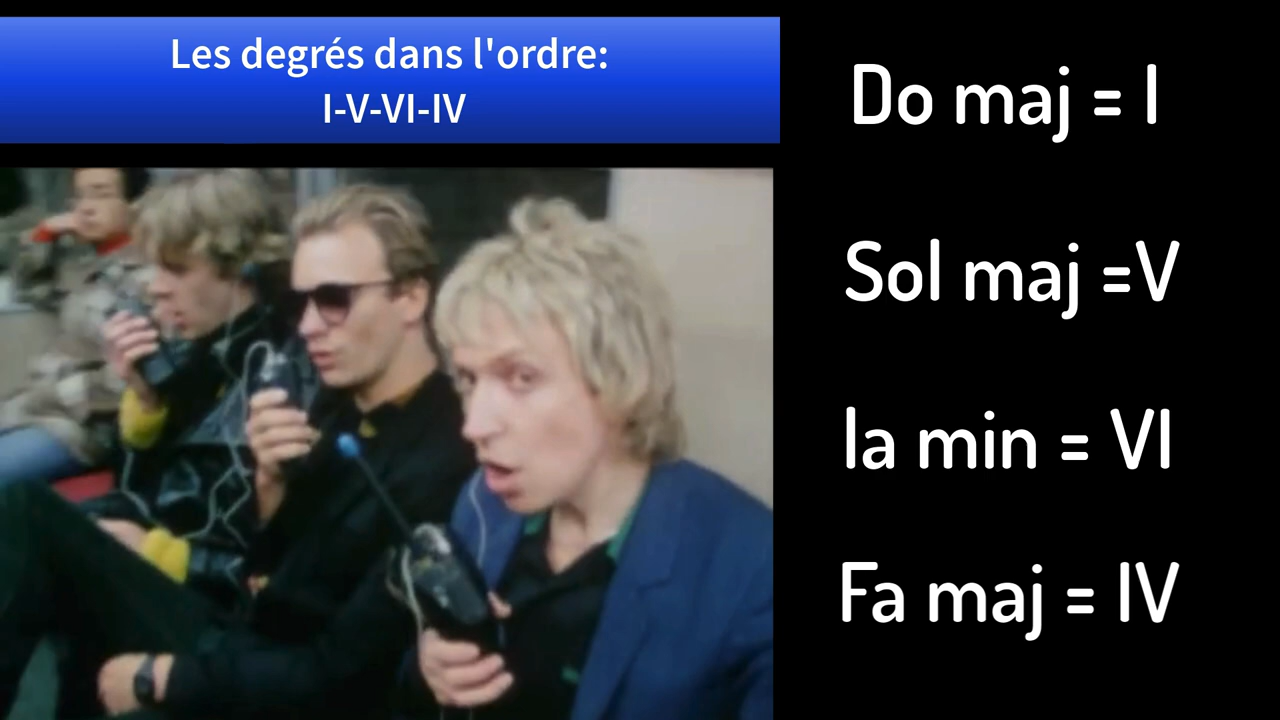 Les degrés dans l'ordre:
I-V-VI-IV
Do maj = I
Sol maj =V
la min = VI
Fa maj = IV